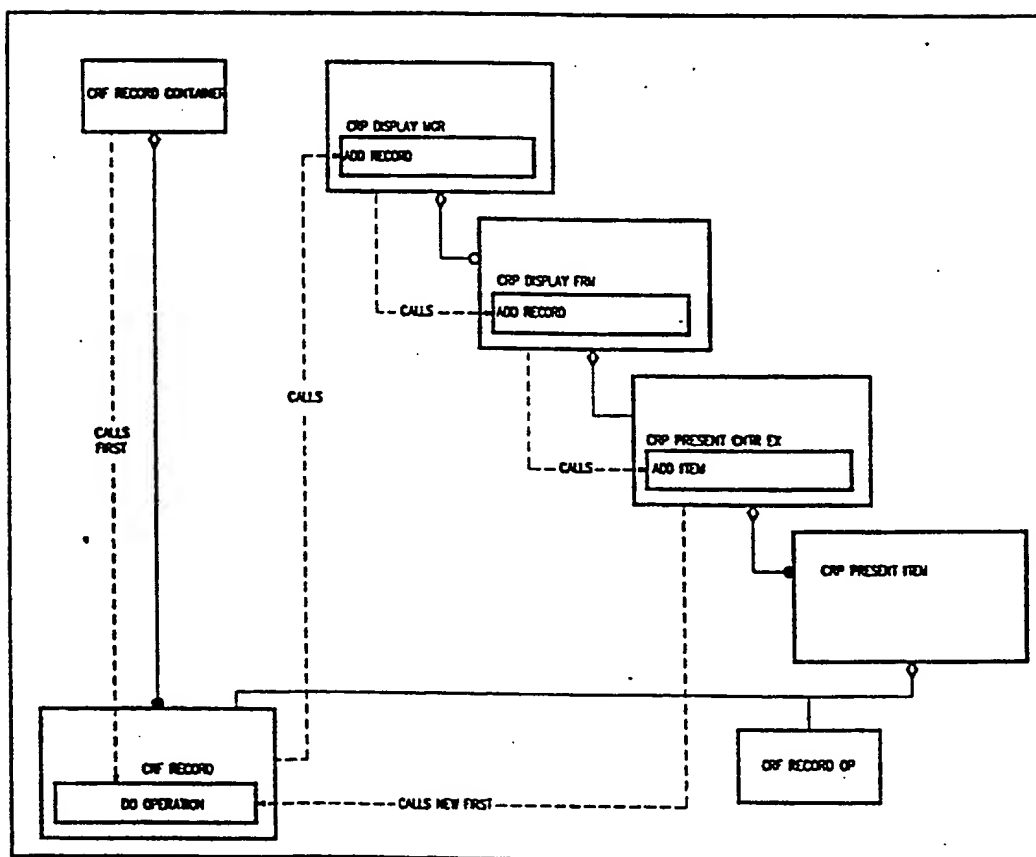 CRF RECORD CONTAINER
CRP DISPLAY MGR
ADD RECORD
CRP DISPLAY FRM
CALLS
ADD RECORD
CALLS
CALLS
FIRST
CRP PRESENT CNTR EX
CALLS
ADD ITEM
CRP PRESENT ITEM
CRF RECORD
DO OPERATION
CALLS NEW FIRST
CRF RECORD OP